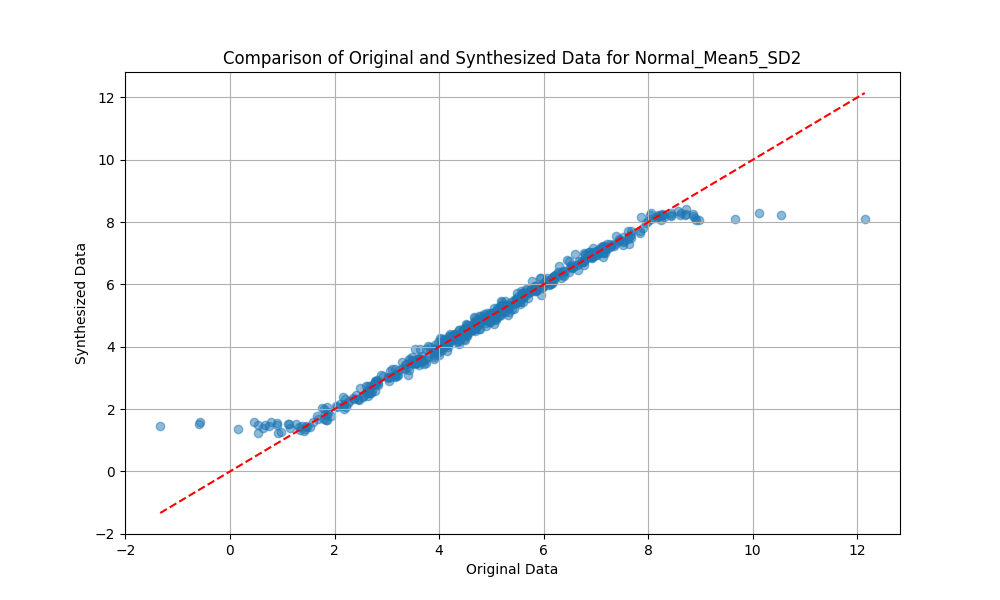 Comparison of Original and Synthesized Data for Normal_Mean5_SD2
12
10
8
6
4
2
0
−2
Synthesized Data
−2 0 2 4 6 8 10 12
Original Data